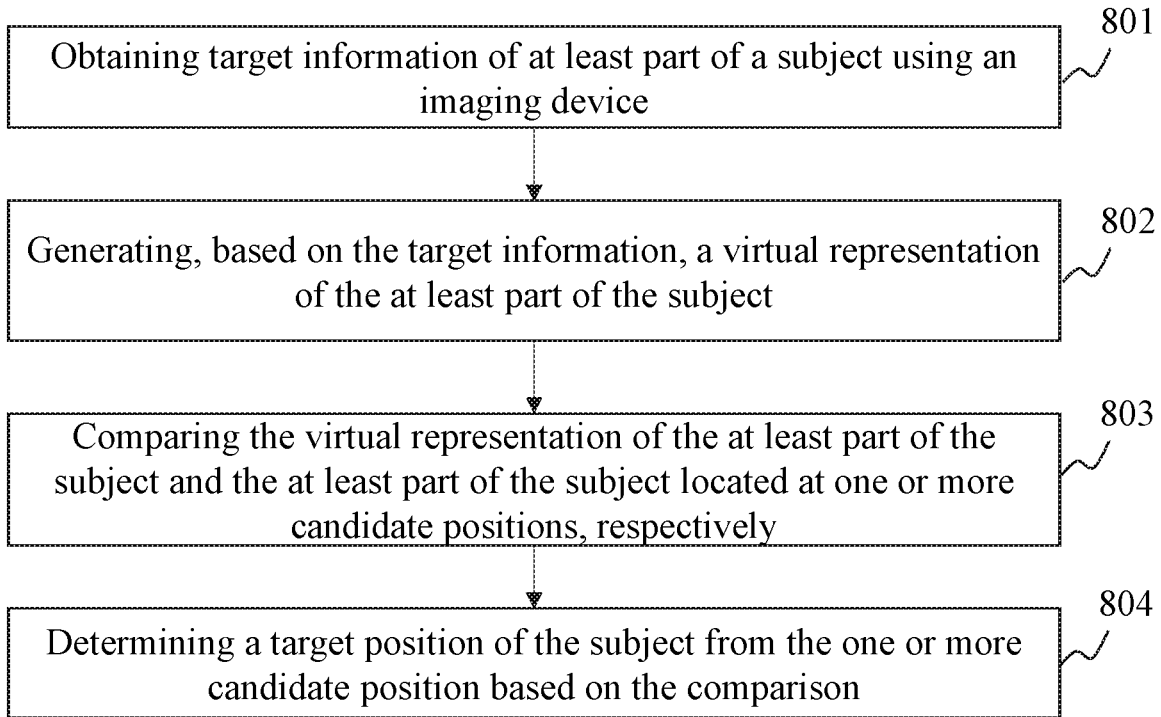 801
Obtaining target information of at least part of a subject using an
imaging device
802
Generating, based on the target information, a virtual representation
of the at least part of the subject
803
Comparing the virtual representation of the at least part of the
subject and the at least part of the subject located at one or more
candidate positions, respectively
804
Determining a target position of the subject from the one or more
candidate position based on the comparison